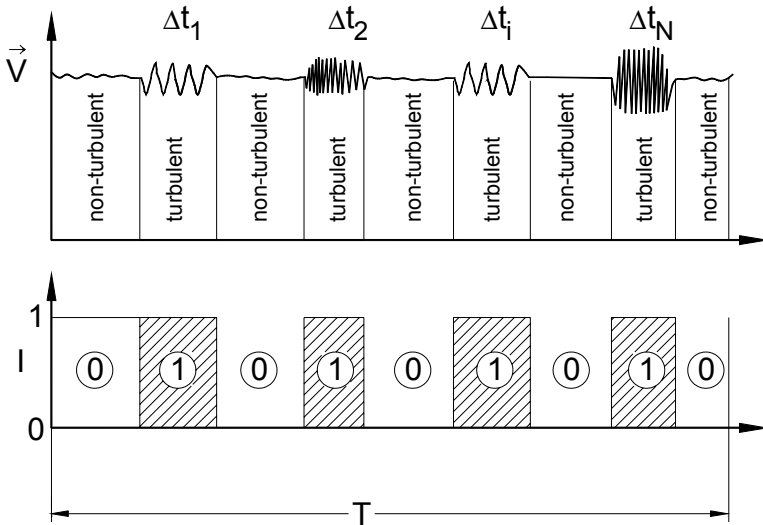 Δt1 Δt2 Δti ΔtN
V
non-turbulent turbulent non-turbulent turbulent non-turbulent turbulent non-turbulent turbulent non-turbulent
1
I 0 1 0 1 0 1 0 1 0
0
T